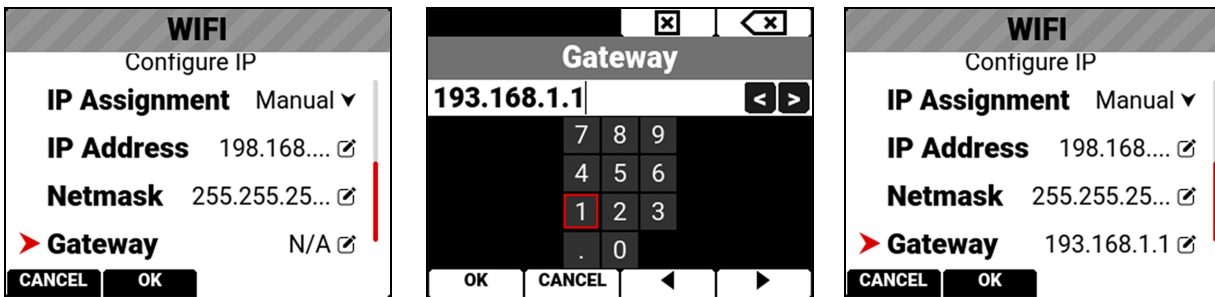 WIFI
Configure IP
IP Assignment Manual
IP Address 198.168....
Netmask 255.255.25...
Gateway N/A
CANCEL OK
Gateway
193.168.1.1 < >
7 8 9
4 5 6
1 2 3
. 0
OK CANCEL
WIFI
Configure IP
IP Assignment Manual
IP Address 198.168....
Netmask 255.255.25...
Gateway 193.168.1.1
CANCEL OK